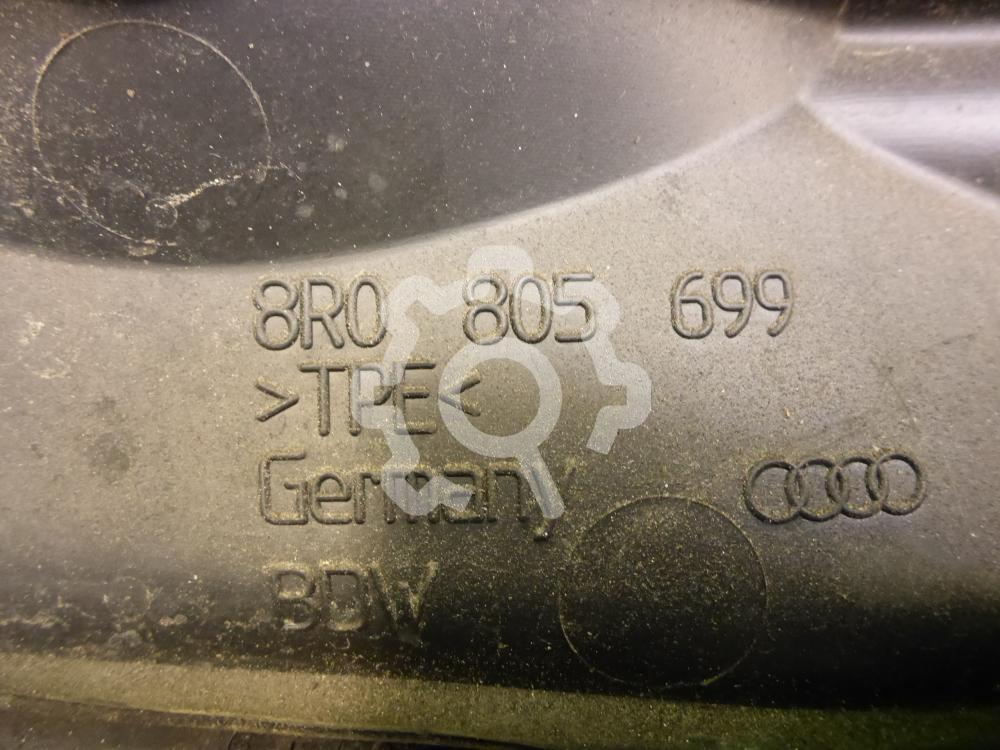 8R0 805 699
>TPE<
Germany
BDW